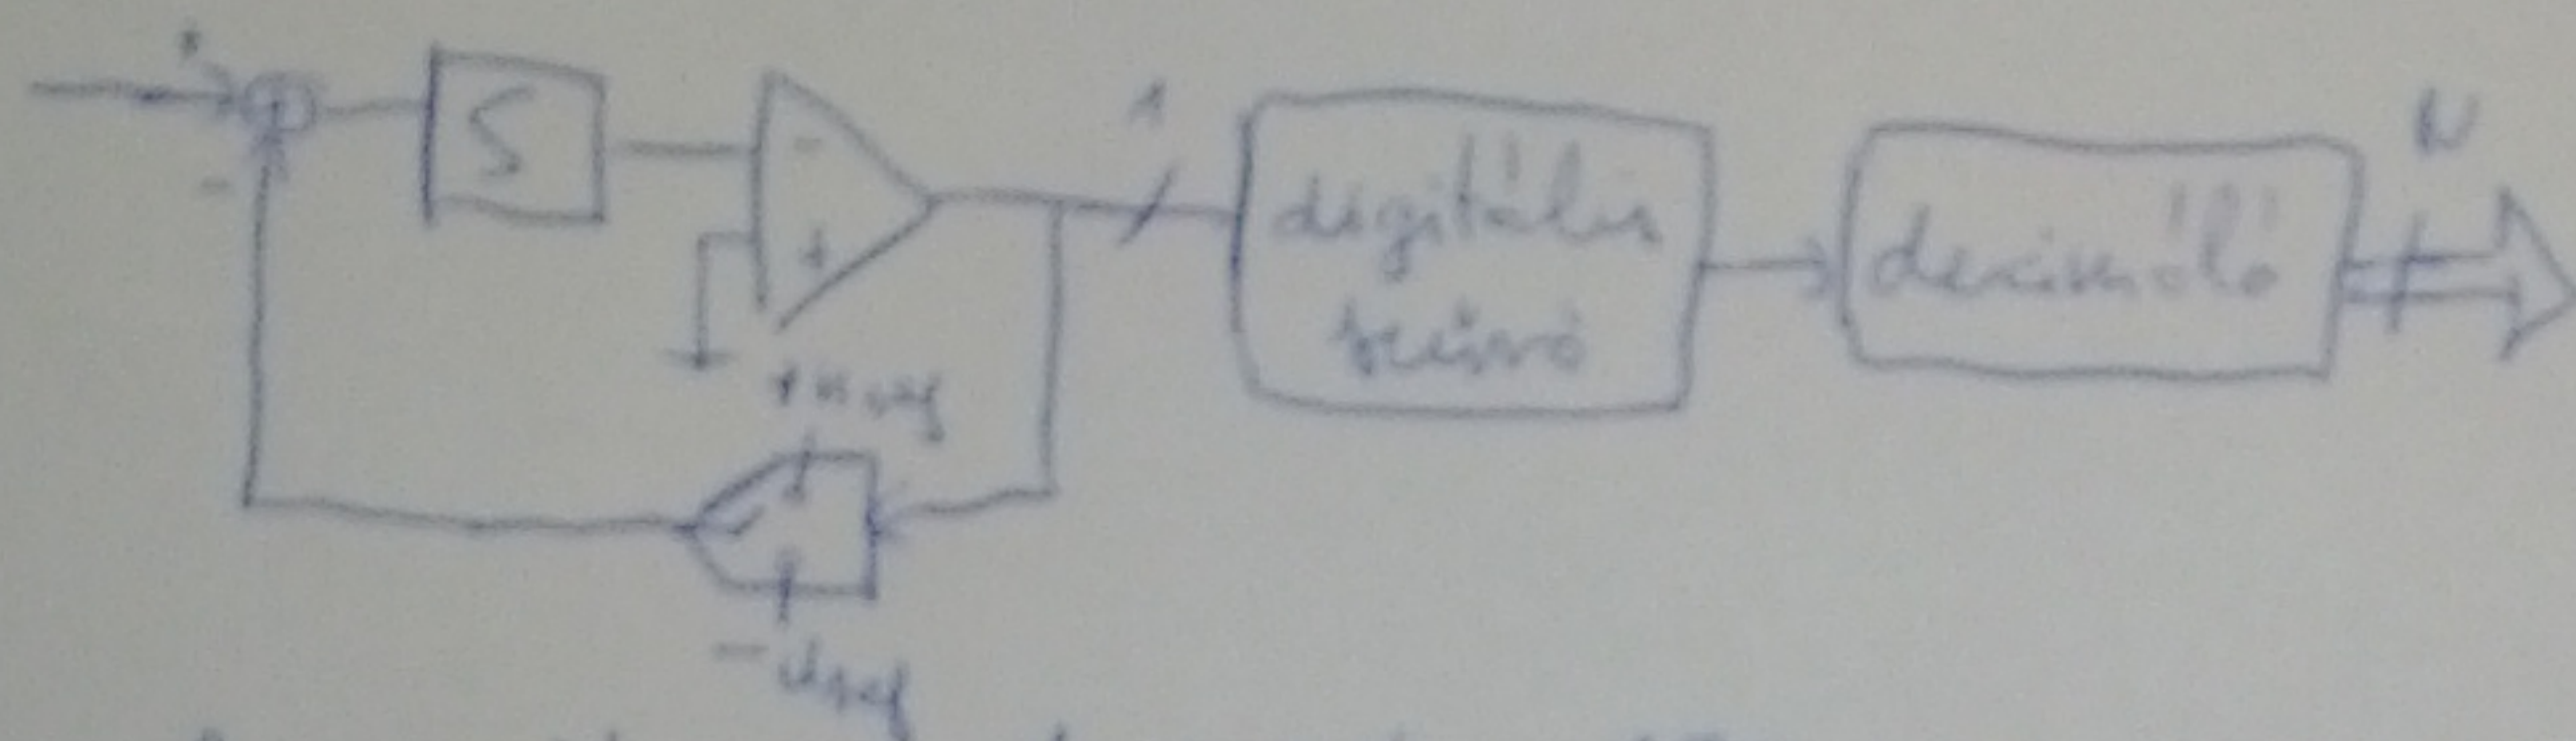 +
-
S
-
+
1
digitális
szűrő
decimáló
N
+Uref
-Uref